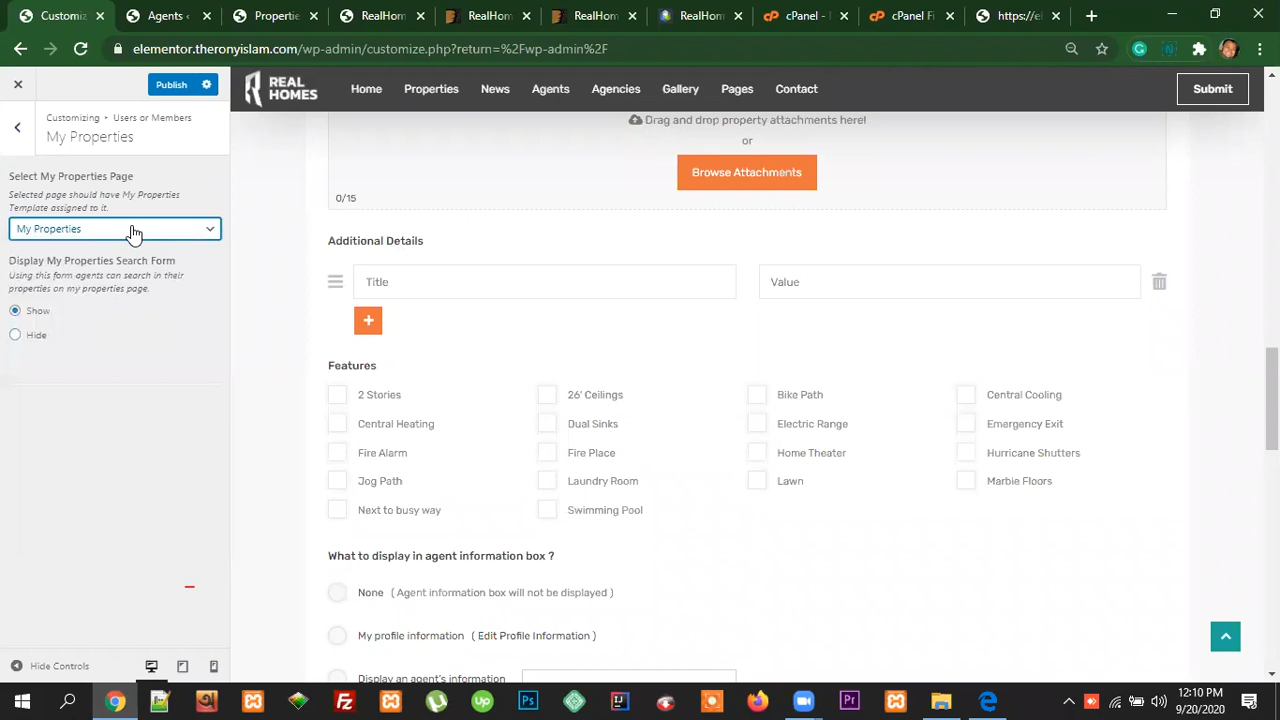 Agents
Properti
RealHom
RealHom
RealHom
RealHom
cPanel -
cPanel Fi
https://el
elementor.theronyislam.com/wp-admin/customize.php?return=%2Fwp-admin%2F
Publish
REAL HOMES
Home Properties News Agents Agencies Gallery Pages Contact
Submit
Customizing ▸ Users or Members
My Properties
Select My Properties Page
Selected page should have My Properties
Template assigned to it.
My Properties
Display My Properties Search Form
Using this form agents can search in their
properties on my properties page.
Show
Hide
Hide Controls
Drag and drop property attachments here!
or
Browse Attachments
0/15
Additional Details
Title Value
+
Features
2 Stories 26' Ceilings Bike Path Central Cooling
Central Heating Dual Sinks Electric Range Emergency Exit
Fire Alarm Fire Place Home Theater Hurricane Shutters
Jog Path Laundry Room Lawn Marble Floors
Next to busy way Swimming Pool
What to display in agent information box ?
None ( Agent information box will not be displayed )
My profile information ( Edit Profile Information )
Display an agent's information
12:10 PM
9/20/2020